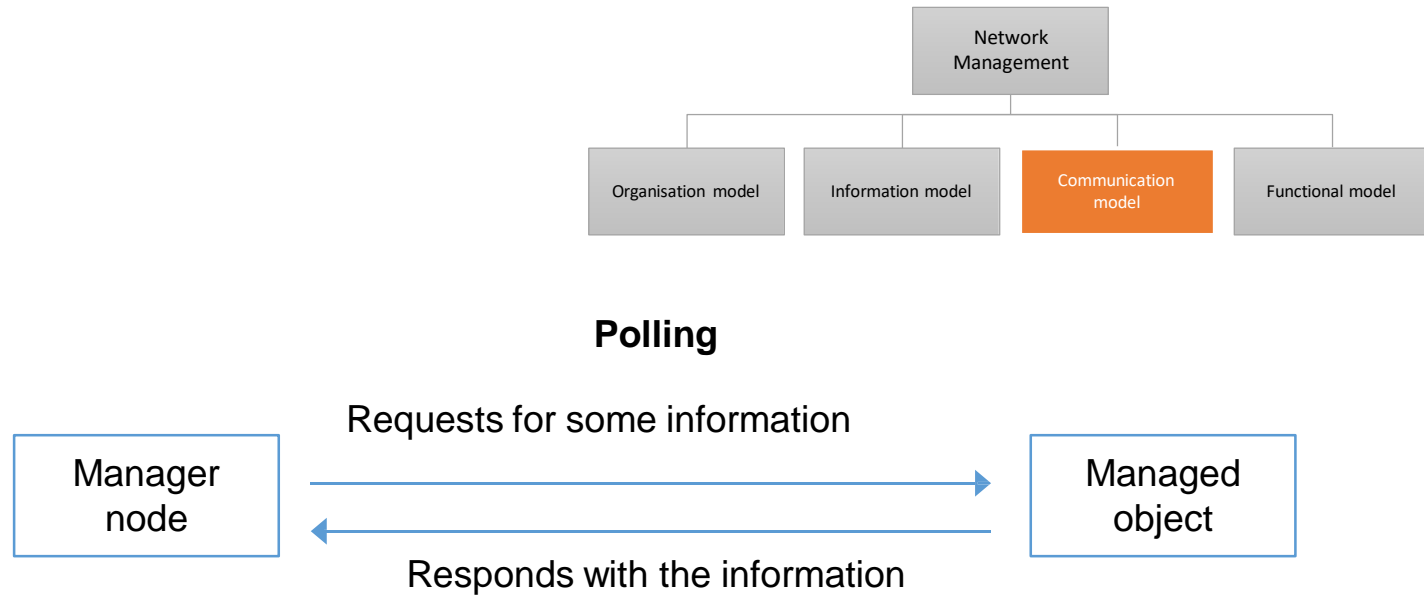 Network
Management
Organisation model
Information model
Communication
model
Functional model
Polling
Requests for some information
Manager
node
Managed
object
Responds with the information